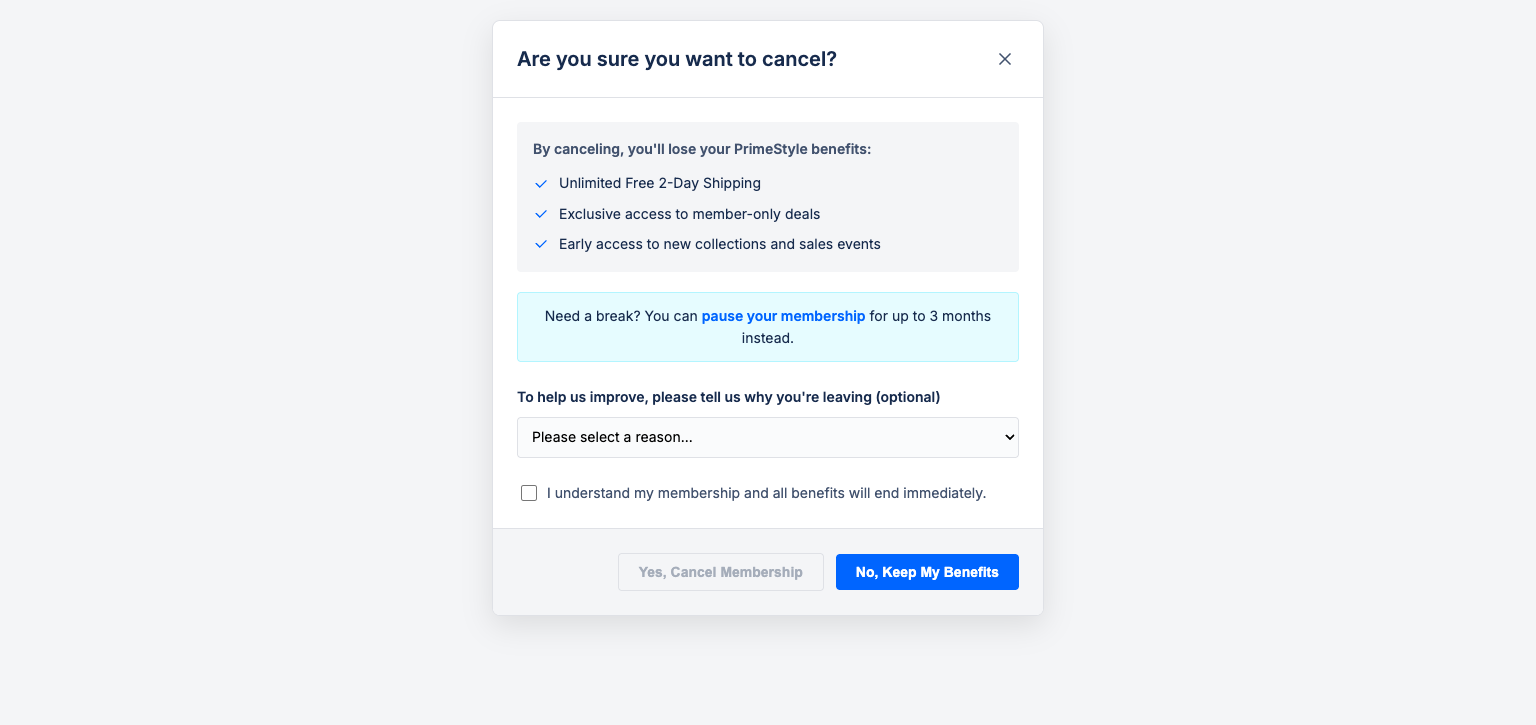 Are you sure you want to cancel?
By canceling, you'll lose your PrimeStyle benefits:
Unlimited Free 2-Day Shipping
Exclusive access to member-only deals
Early access to new collections and sales events
Need a break? You can pause your membership for up to 3 months
instead.
To help us improve, please tell us why you're leaving (optional)
Please select a reason...
I understand my membership and all benefits will end immediately.
Yes, Cancel Membership
No, Keep My Benefits